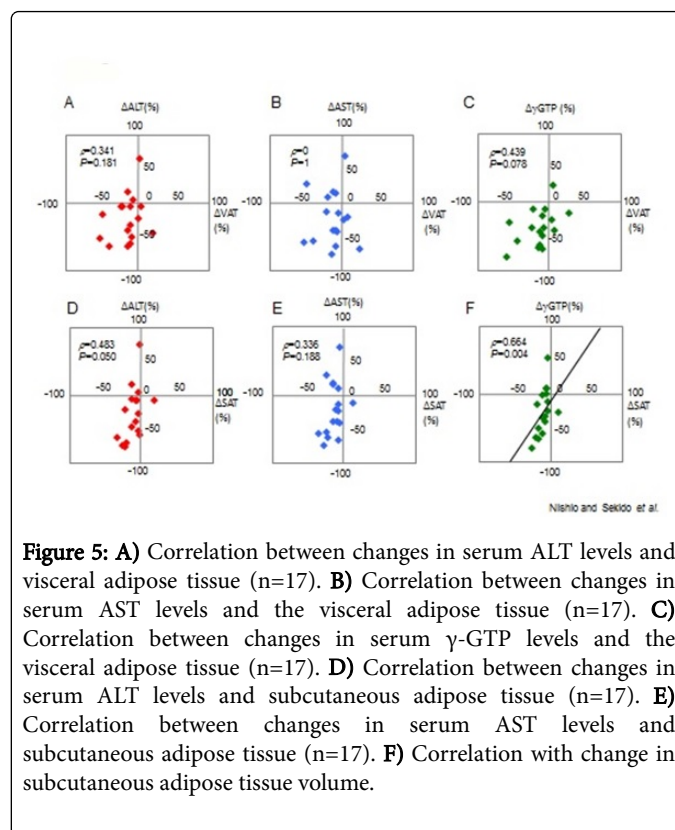 A
ΔALT(%)
100
ρ=0.341
P=0.181
50
-100
-50
0
50
100
ΔVAT
(%)
-50
-100
B
ΔAST(%)
100
ρ=0
P=1
50
-100
-50
0
50
100
ΔVAT
(%)
-50
-100
C
ΔγGTP (%)
100
ρ=0.439
P=0.078
50
-100
-50
0
50
100
ΔVAT
(%)
-50
-100
D
ΔALT(%)
100
ρ=0.483
P=0.050
50
-100
-50
0
50
100
ΔSAT
(%)
-50
-100
E
ΔAST(%)
100
ρ=0.336
P=0.188
50
-100
-50
0
50
100
ΔSAT
(%)
-50
-100
F
ΔγGTP(%)
100
ρ=0.664
P=0.004
50
-100
-50
0
50
100
ΔSAT
(%)
-50
-100
Nishio and Sekido et al.
Figure 5: A) Correlation between changes in serum ALT levels and
visceral adipose tissue (n=17). B) Correlation between changes in
serum AST levels and the visceral adipose tissue (n=17). C)
Correlation between changes in serum γ-GTP levels and the
visceral adipose tissue (n=17). D) Correlation between changes in
serum ALT levels and subcutaneous adipose tissue (n=17). E)
Correlation between changes in serum AST levels and
subcutaneous adipose tissue (n=17). F) Correlation with change in
subcutaneous adipose tissue volume.